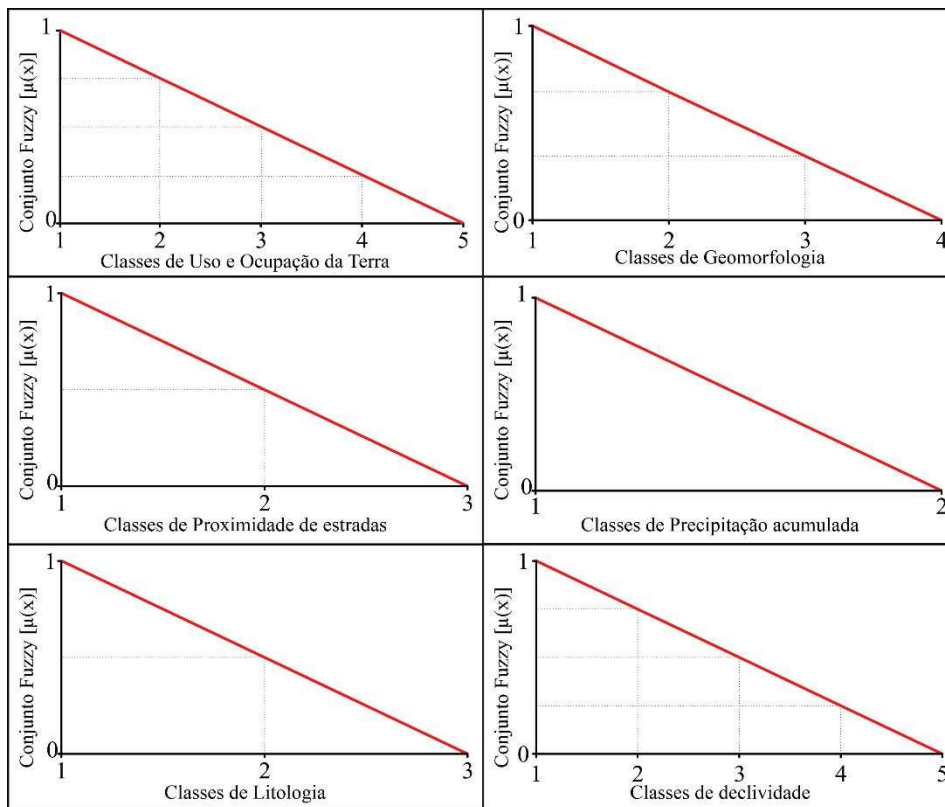 1
Conjunto Fuzzy [μ(x)]
0
1 2 3 4 5
Classes de Uso e Ocupação da Terra
1
Conjunto Fuzzy [μ(x)]
0
1 2 3 4
Classes de Geomorfologia
1
Conjunto Fuzzy [μ(x)]
0
1 2 3
Classes de Proximidade de estradas
1
Conjunto Fuzzy [μ(x)]
0
1 2
Classes de Precipitação acumulada
1
Conjunto Fuzzy [μ(x)]
0
1 2 3
Classes de Litologia
1
Conjunto Fuzzy [μ(x)]
0
1 2 3 4 5
Classes de declividade